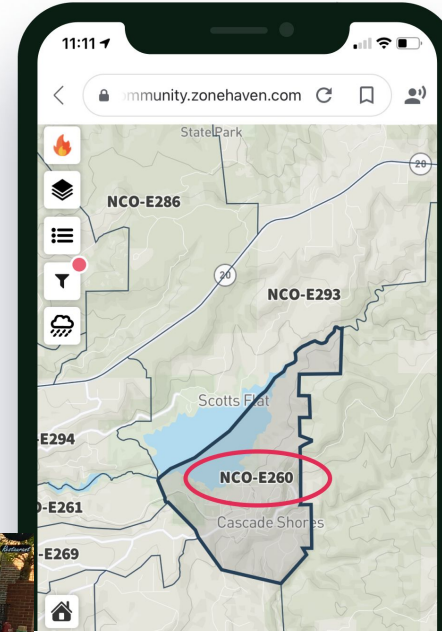 11:11
mmunity.zonehaven.com
State Park
20
NCO-E286
20
NCO-E293
Scotts Flat
-E294
NCO-E260
O-E261
Cascade Shores
-E269
Restaurant